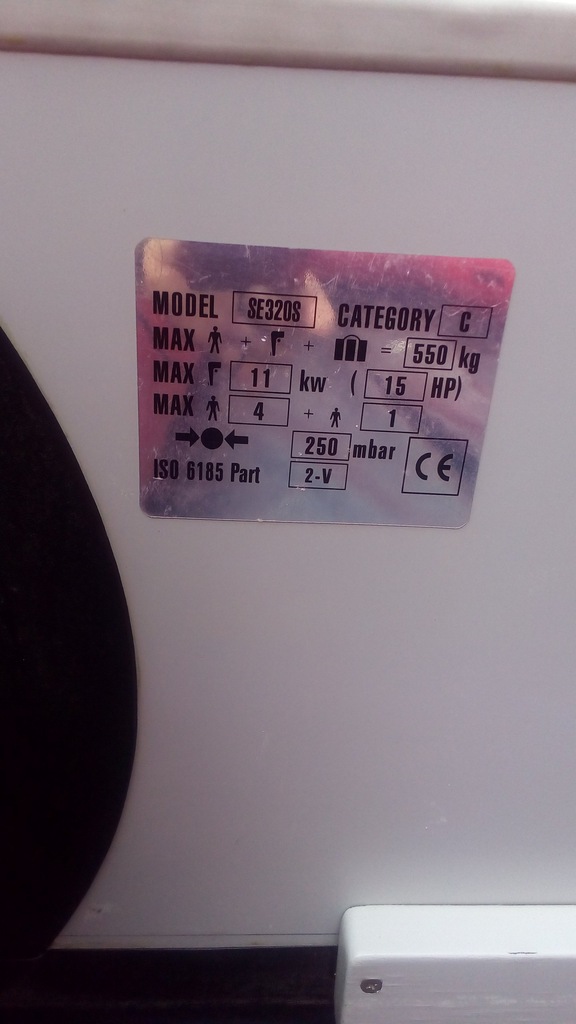 MODEL SE320S CATEGORY C
MAX + + = 550 kg
MAX 11 kw ( 15 HP)
MAX 4 + 1
250 mbar
ISO 6185 Part 2-V CE